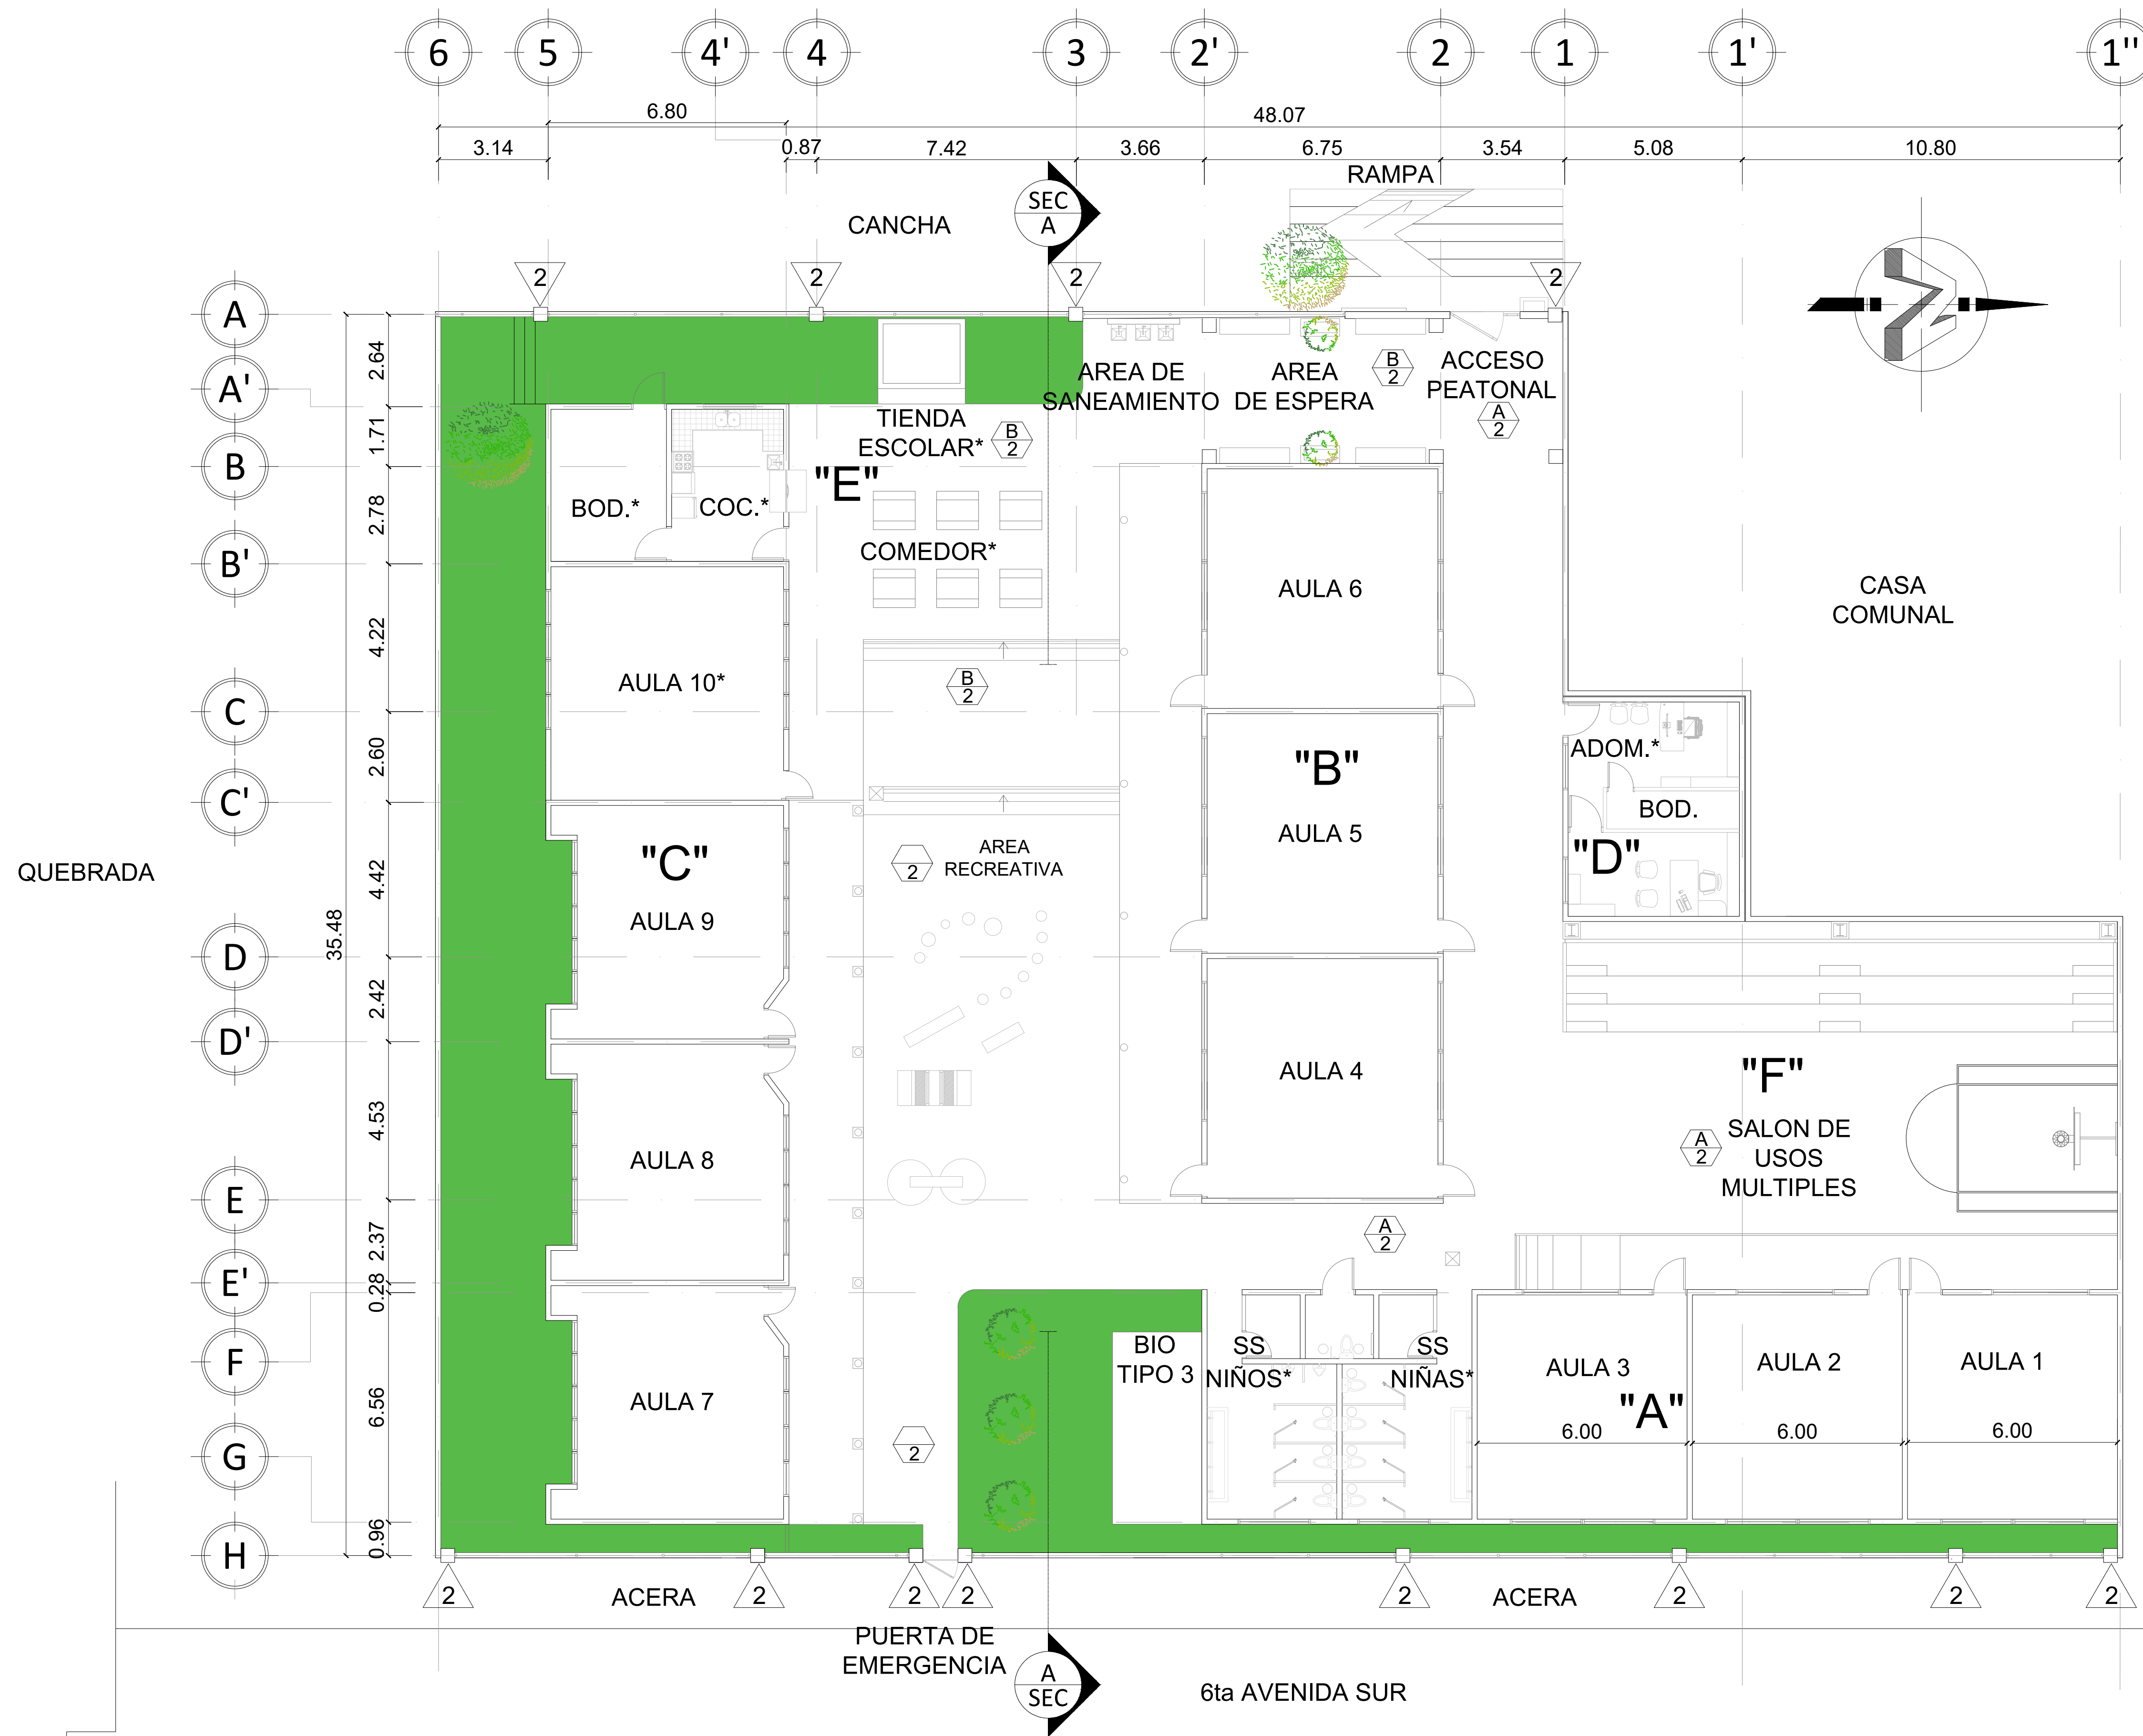 6 5 4' 4 3 2' 2 1 1' 1''
6.80 48.07
3.14 0.87 7.42 3.66 6.75 3.54 5.08 10.80
RAMPA
SEC
A
CANCHA
2 2 2 2
A
A'
B
B'
C
C'
D
D'
E
E'
F
G
H
2.64
1.71
2.78
4.22
2.60
4.42
2.42
4.53
2.37
0.28
6.56
0.96
35.48
QUEBRADA
AREA DE
SANEAMIENTO
AREA
DE ESPERA
B
2
ACCESO
PEATONAL
A
2
TIENDA
ESCOLAR*
B
2
"E"
BOD.*
COC.*
COMEDOR*
AULA 6
CASA
COMUNAL
AULA 10*
B
2
"B"
AULA 5
ADOM.*
BOD.
"D"
"C"
AULA 9
2
AREA
RECREATIVA
AULA 4
"F"
A
2
SALON DE
USOS
MULTIPLES
AULA 8
A
2
BIO
TIPO 3
SS
NIÑOS*
SS
NIÑAS*
AULA 3
AULA 2
AULA 1
"A"
6.00 6.00 6.00
AULA 7
2
2 2 2 2 2 2 2 2
ACERA
ACERA
PUERTA DE
EMERGENCIA
A
SEC
6ta AVENIDA SUR